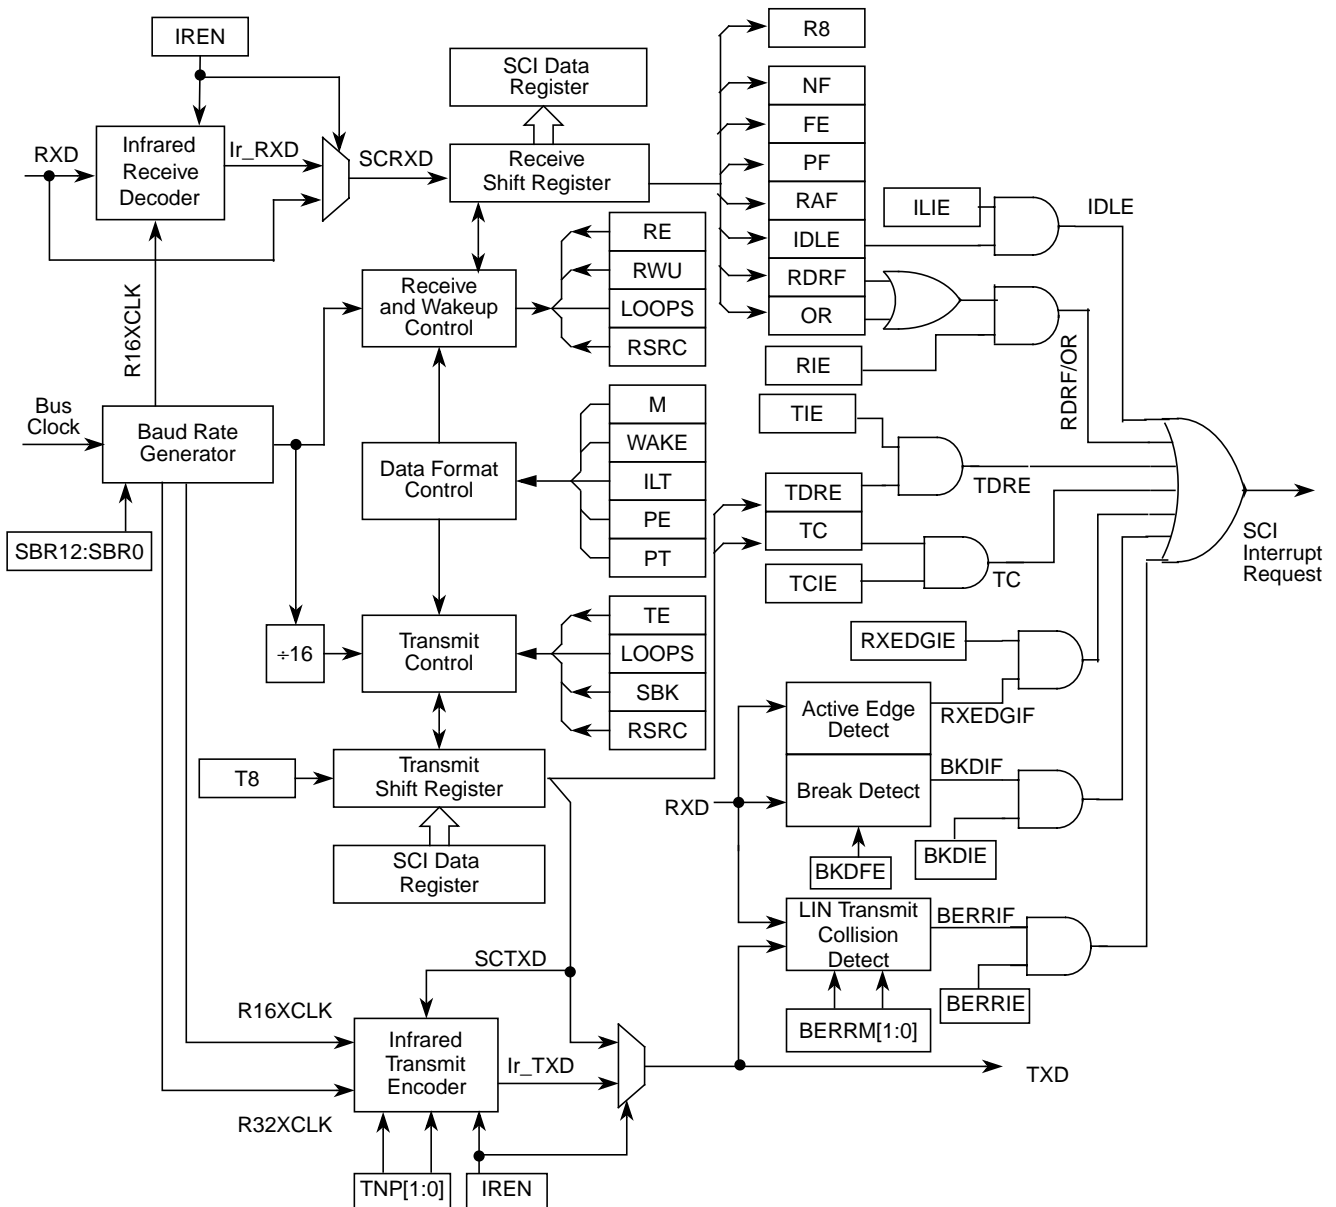 IREN
RXD
Infrared
Receive
Decoder
Ir_RXD
SCRXD
SCI Data
Register
Receive
Shift Register
R8
NF
FE
PF
RAF
IDLE
RDRF
OR
ILIE
IDLE
RIE
RDRF/OR
R16XCLK
Receive
and Wakeup
Control
RE
RWU
LOOPS
RSRC
Bus
Clock
Baud Rate
Generator
SBR12:SBR0
Data Format
Control
M
WAKE
ILT
PE
PT
TIE
TDRE
TC
TCIE
TDRE
TC
SCI
Interrupt
Request
÷16
Transmit
Control
TE
LOOPS
SBK
RSRC
T8
Transmit
Shift Register
SCI Data
Register
RXEDGIE
Active Edge
Detect
RXEDGIF
RXD
Break Detect
BKDIF
BKDIE
BKDFE
LIN Transmit
Collision
Detect
BERRIF
BERRIE
BERRM[1:0]
SCTXD
R16XCLK
Infrared
Transmit
Encoder
Ir_TXD
R32XCLK
TXD
TNP[1:0]
IREN